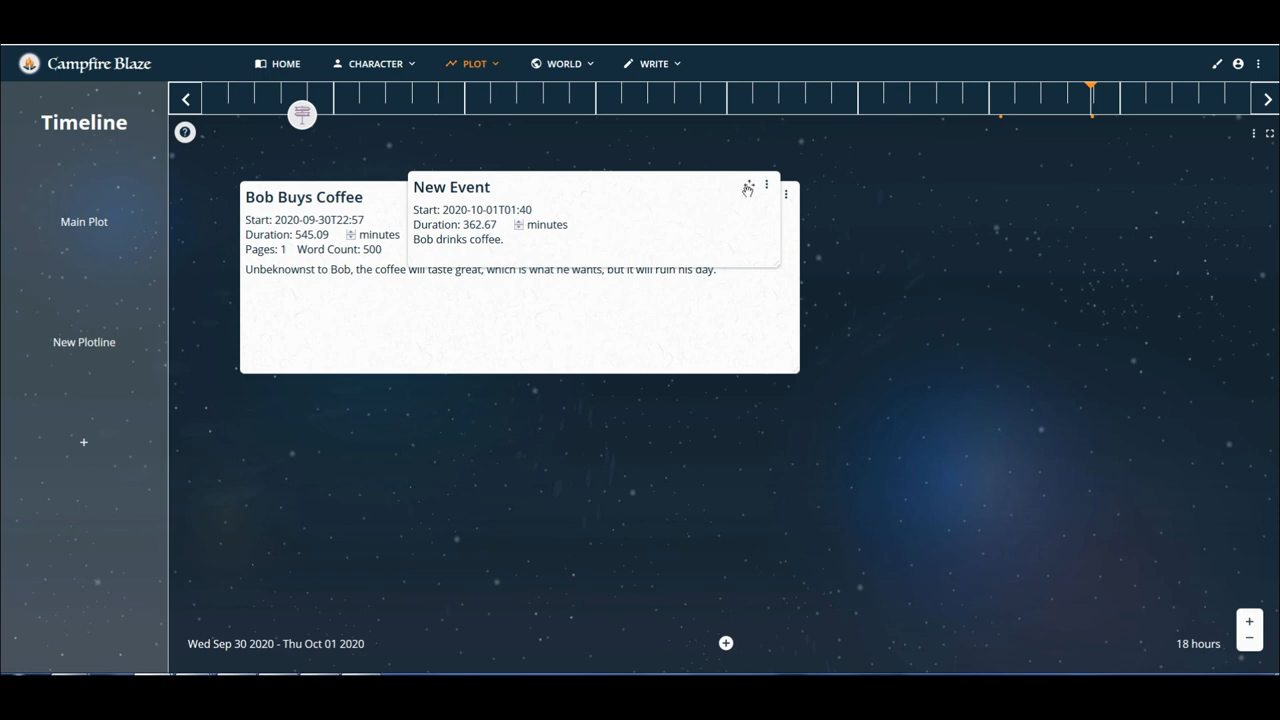 Campfire Blaze
HOME
CHARACTER
PLOT
WORLD
WRITE
Timeline
Main Plot
New Plotline
+
?
Bob Buys Coffee
Start: 2020-09-30T22:57
Duration: 545.09 minutes
Pages: 1 Word Count: 500
Unbeknownst to Bob, the coffee will taste great, which is what he wants, but it will ruin his day.
New Event
Start: 2020-10-01T01:40
Duration: 362.67 minutes
Bob drinks coffee.
Wed Sep 30 2020 - Thu Oct 01 2020
18 hours
+
−